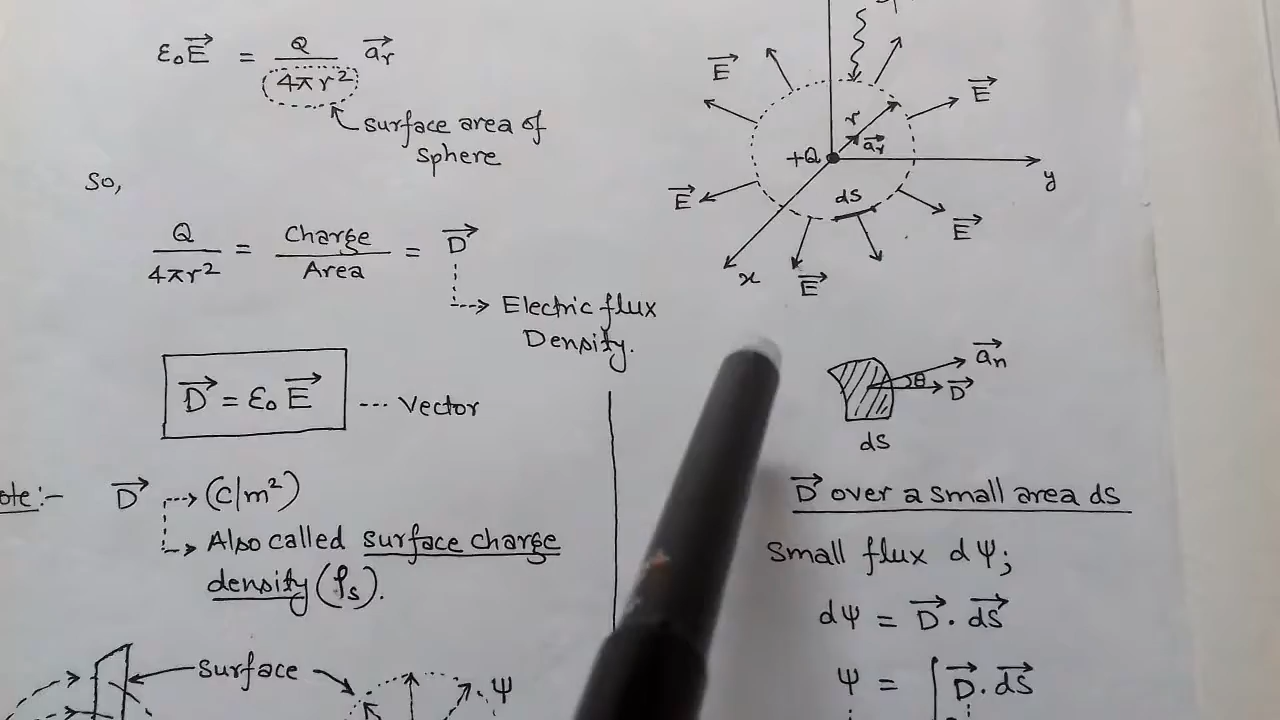 ε₀E⃗ = Q / 4πr² a⃗r
surface area of
sphere
so,
Q / 4πr² = Charge / Area = D⃗
Electric flux
Density.
D⃗ = ε₀ E⃗ --- Vector
ote:- D⃗ → (C/m²)
Also called surface charge
density (ρs).
surface
Ψ
E⃗
E⃗
r
a⃗r
+Q
y
E⃗
dS
E⃗
x
E⃗
a⃗n
θ
D⃗
dS
D⃗ over a small area ds
small flux dΨ;
dΨ = D⃗ . dS⃗
Ψ = ∫ D⃗ . dS⃗